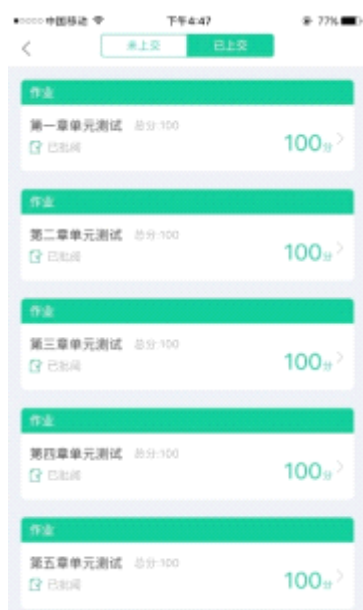 中国移动 下午4:47 77%
未上交 已上交
作业
第一章单元测试 总分:100
已批阅 100分
作业
第二章单元测试 总分:100
已批阅 100分
作业
第三章单元测试 总分:100
已批阅 100分
作业
第四章单元测试 总分:100
已批阅 100分
作业
第五章单元测试 总分:100
已批阅 100分